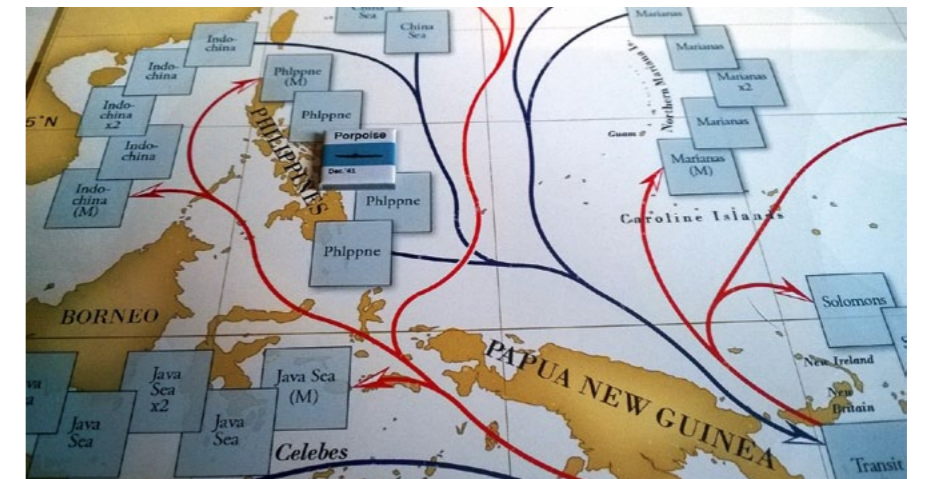 China
Sea
Marianas
Indo-
china
China
Sea
Marianas
Indo-
china
Phlppne
(M)
Marianas
x2
Northern Mariana Is.
Indo-
china
x2
Phlppne
5°N
PHILIPPINES
Marianas
Guam
Porpoise
Dec.'41
Indo-
china
Marianas
(M)
Indo-
china
(M)
Phlppne
Caroline Islands
Phlppne
Solomons
BORNEO
PAPUA NEW GUINEA
New Ireland
New
Britain
Java
Sea
x2
Java Sea
(M)
Java
Sea
Java
Sea
Celebes
Transit